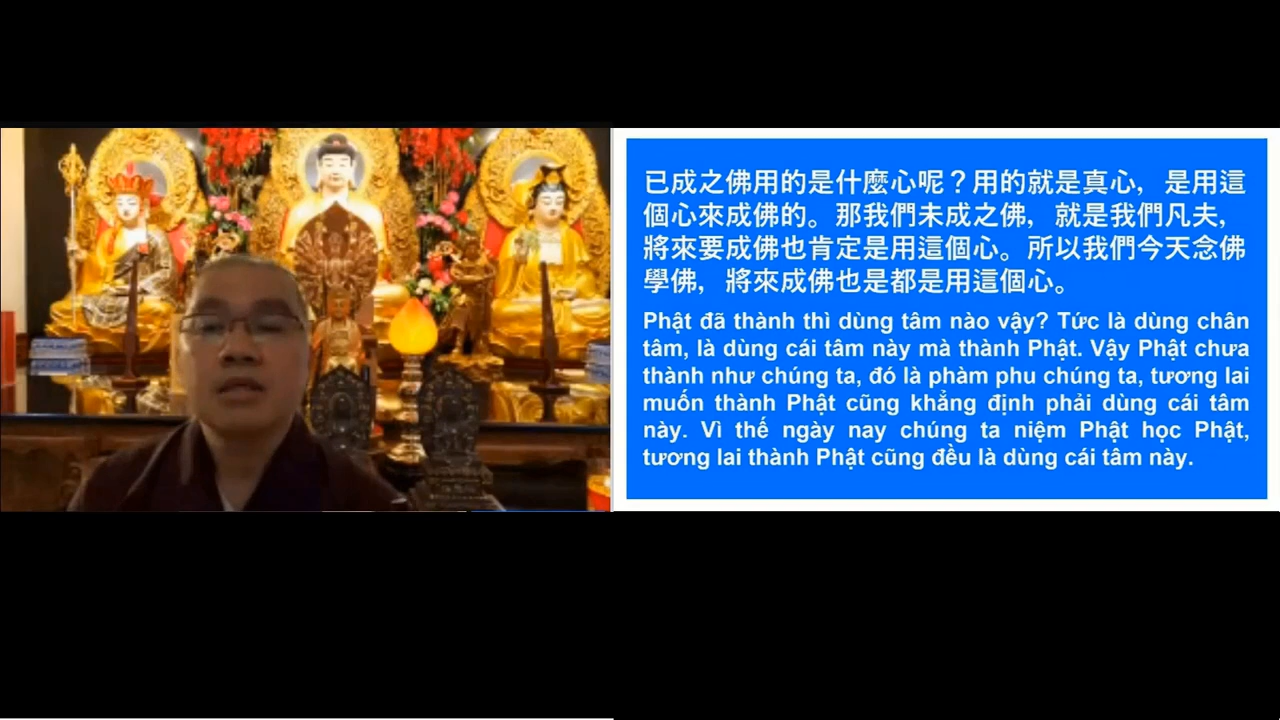 已成之佛用的是什麼心呢？用的就是真心，是用這
個心來成佛的。那我們未成之佛，就是我們凡夫，
將來要成佛也肯定是用這個心。所以我們今天念佛
學佛，將來成佛也是都是用這個心。
Phật đã thành thì dùng tâm nào vậy? Tức là dùng chân
tâm, là dùng cái tâm này mà thành Phật. Vậy Phật chưa
thành như chúng ta, đó là phàm phu chúng ta, tương lai
muốn thành Phật cũng khẳng định phải dùng cái tâm
này. Vì thế ngày nay chúng ta niệm Phật học Phật,
tương lai thành Phật cũng đều là dùng cái tâm này.